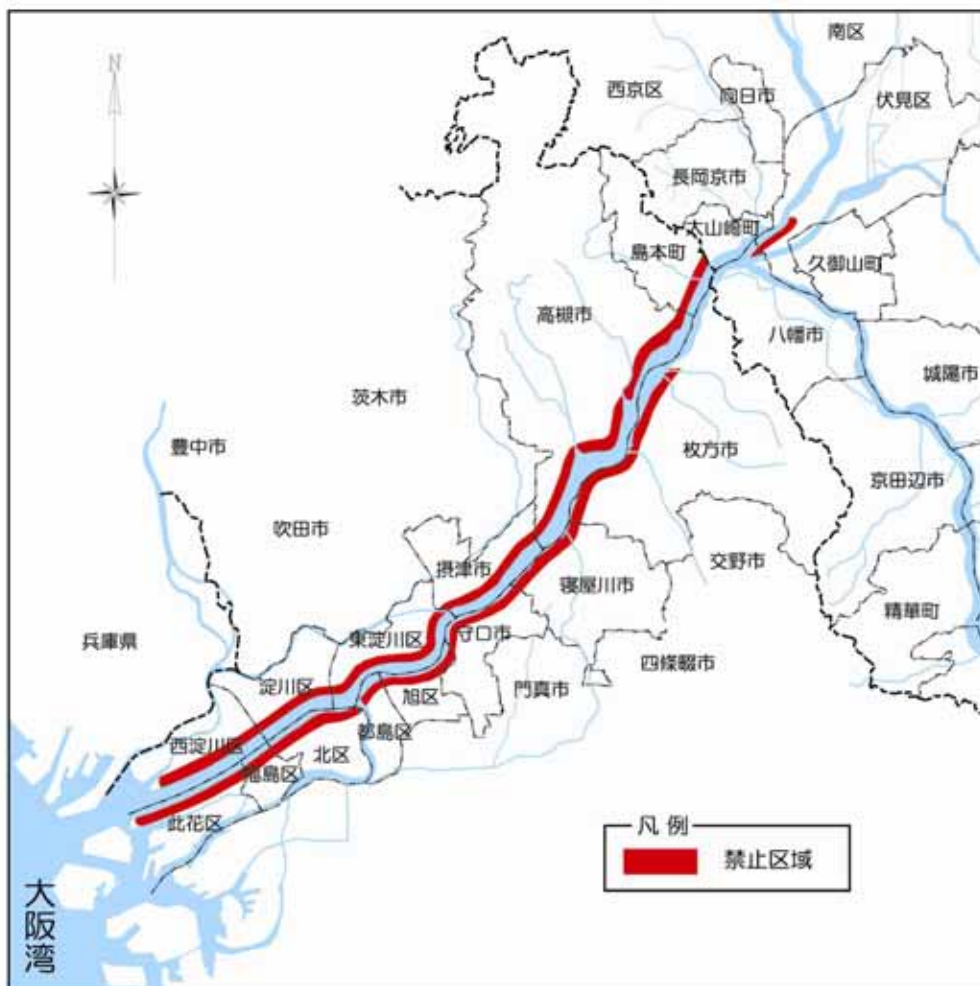 N
南区
西京区
向日市
伏見区
長岡京市
大山崎町
島本町
久御山町
高槻市
八幡市
城陽市
茨木市
豊中市
枚方市
京田辺市
吹田市
交野市
摂津市
寝屋川市
精華町
兵庫県
東淀川区
守口市
四條畷市
淀川区
旭区
門真市
都島区
西淀川区
北区
福島区
此花区
凡例
禁止区域
大阪湾